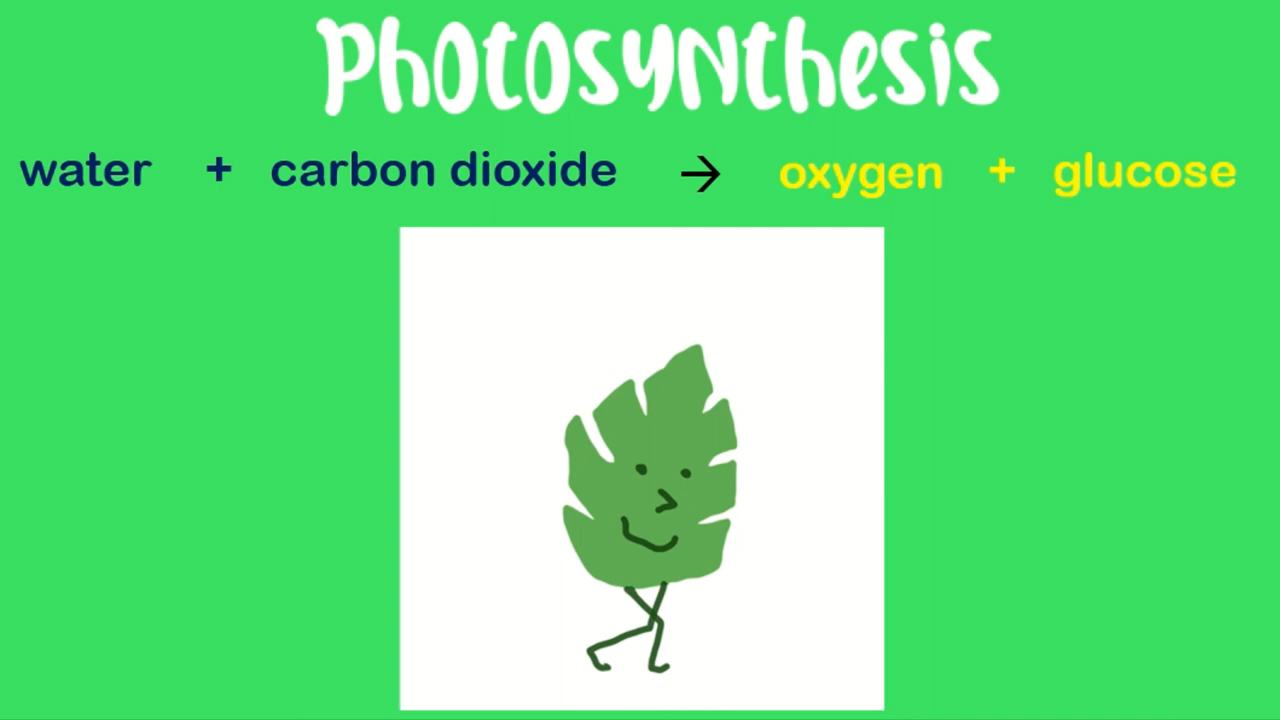 Photosynthesis
water + carbon dioxide → oxygen + glucose